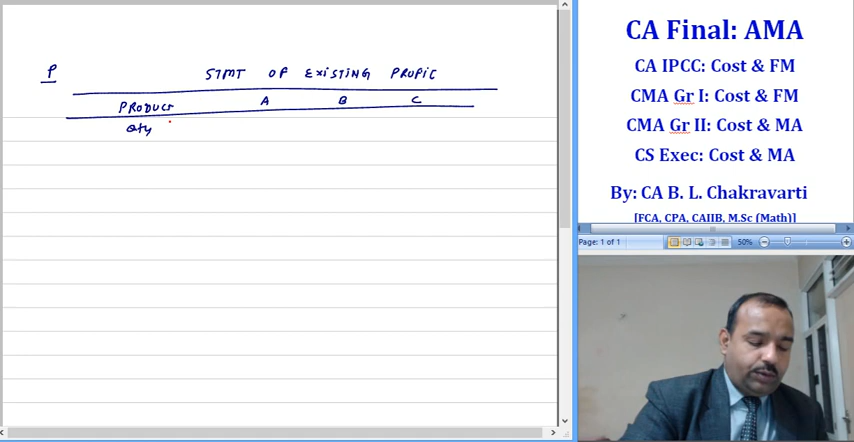 P STMT OF EXISTING PROFIC
PRODUCT A B C
Qty
CA Final: AMA
CA IPCC: Cost & FM
CMA Gr I: Cost & FM
CMA Gr II: Cost & MA
CS Exec: Cost & MA
By: CA B. L. Chakravarti
[FCA, CPA, CAIIB, M.Sc (Math)]
Page: 1 of 1 50%